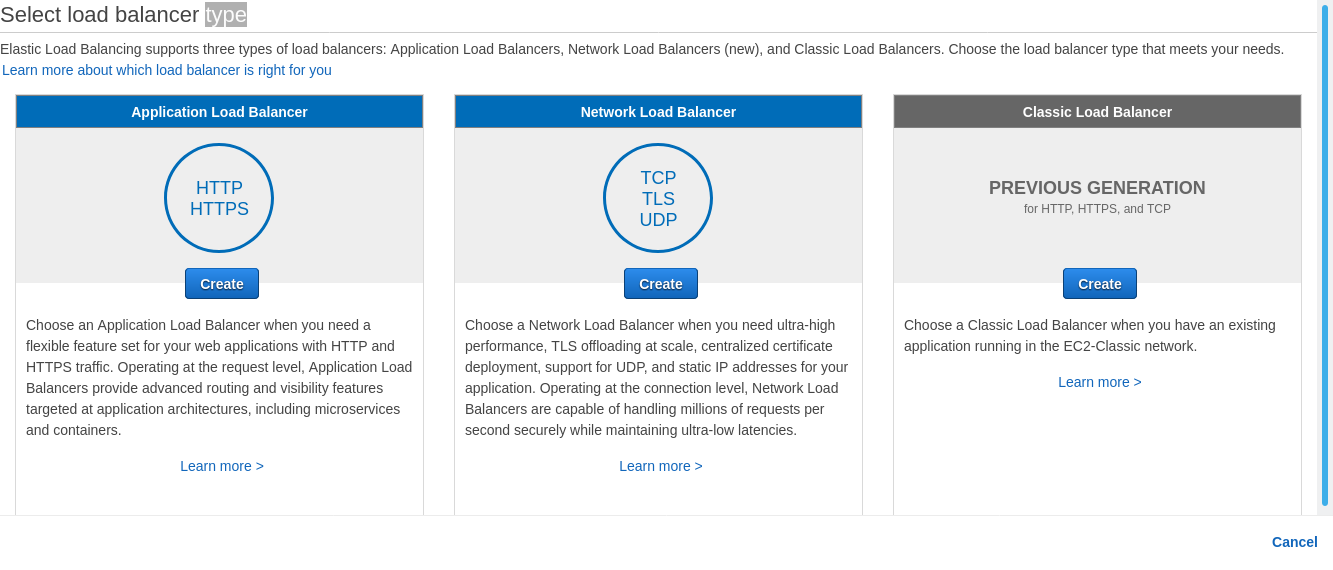 Select load balancer type
Elastic Load Balancing supports three types of load balancers: Application Load Balancers, Network Load Balancers (new), and Classic Load Balancers. Choose the load balancer type that meets your needs.
Learn more about which load balancer is right for you
Application Load Balancer
HTTP
HTTPS
Create
Choose an Application Load Balancer when you need a
flexible feature set for your web applications with HTTP and
HTTPS traffic. Operating at the request level, Application Load
Balancers provide advanced routing and visibility features
targeted at application architectures, including microservices
and containers.
Learn more >
Network Load Balancer
TCP
TLS
UDP
Create
Choose a Network Load Balancer when you need ultra-high
performance, TLS offloading at scale, centralized certificate
deployment, support for UDP, and static IP addresses for your
application. Operating at the connection level, Network Load
Balancers are capable of handling millions of requests per
second securely while maintaining ultra-low latencies.
Learn more >
Classic Load Balancer
PREVIOUS GENERATION
for HTTP, HTTPS, and TCP
Create
Choose a Classic Load Balancer when you have an existing
application running in the EC2-Classic network.
Learn more >
Cancel